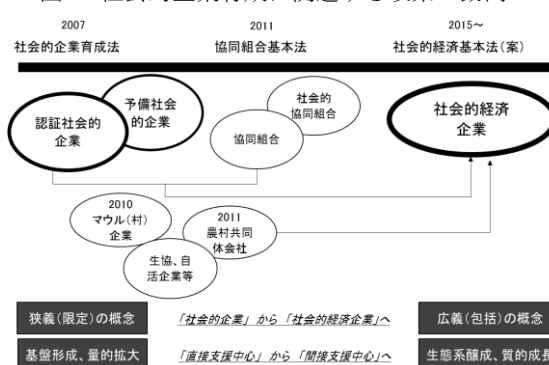 2007
社会的企業育成法
2011
協同組合基本法
2015~
社会的経済基本法(案)
認証社会的
企業
予備社会
的企業
協同組合
社会的
協同組合
社会的経済
企業
2010
マウル(村)
企業
2011
農村共同
体会社
生協、自
活企業等
狭義(限定)の概念
「社会的企業」から「社会的経済企業」へ
広義(包括)の概念
基盤形成、量的拡大
「直接支援中心」から「間接支援中心」へ
生態系醸成、質的成長